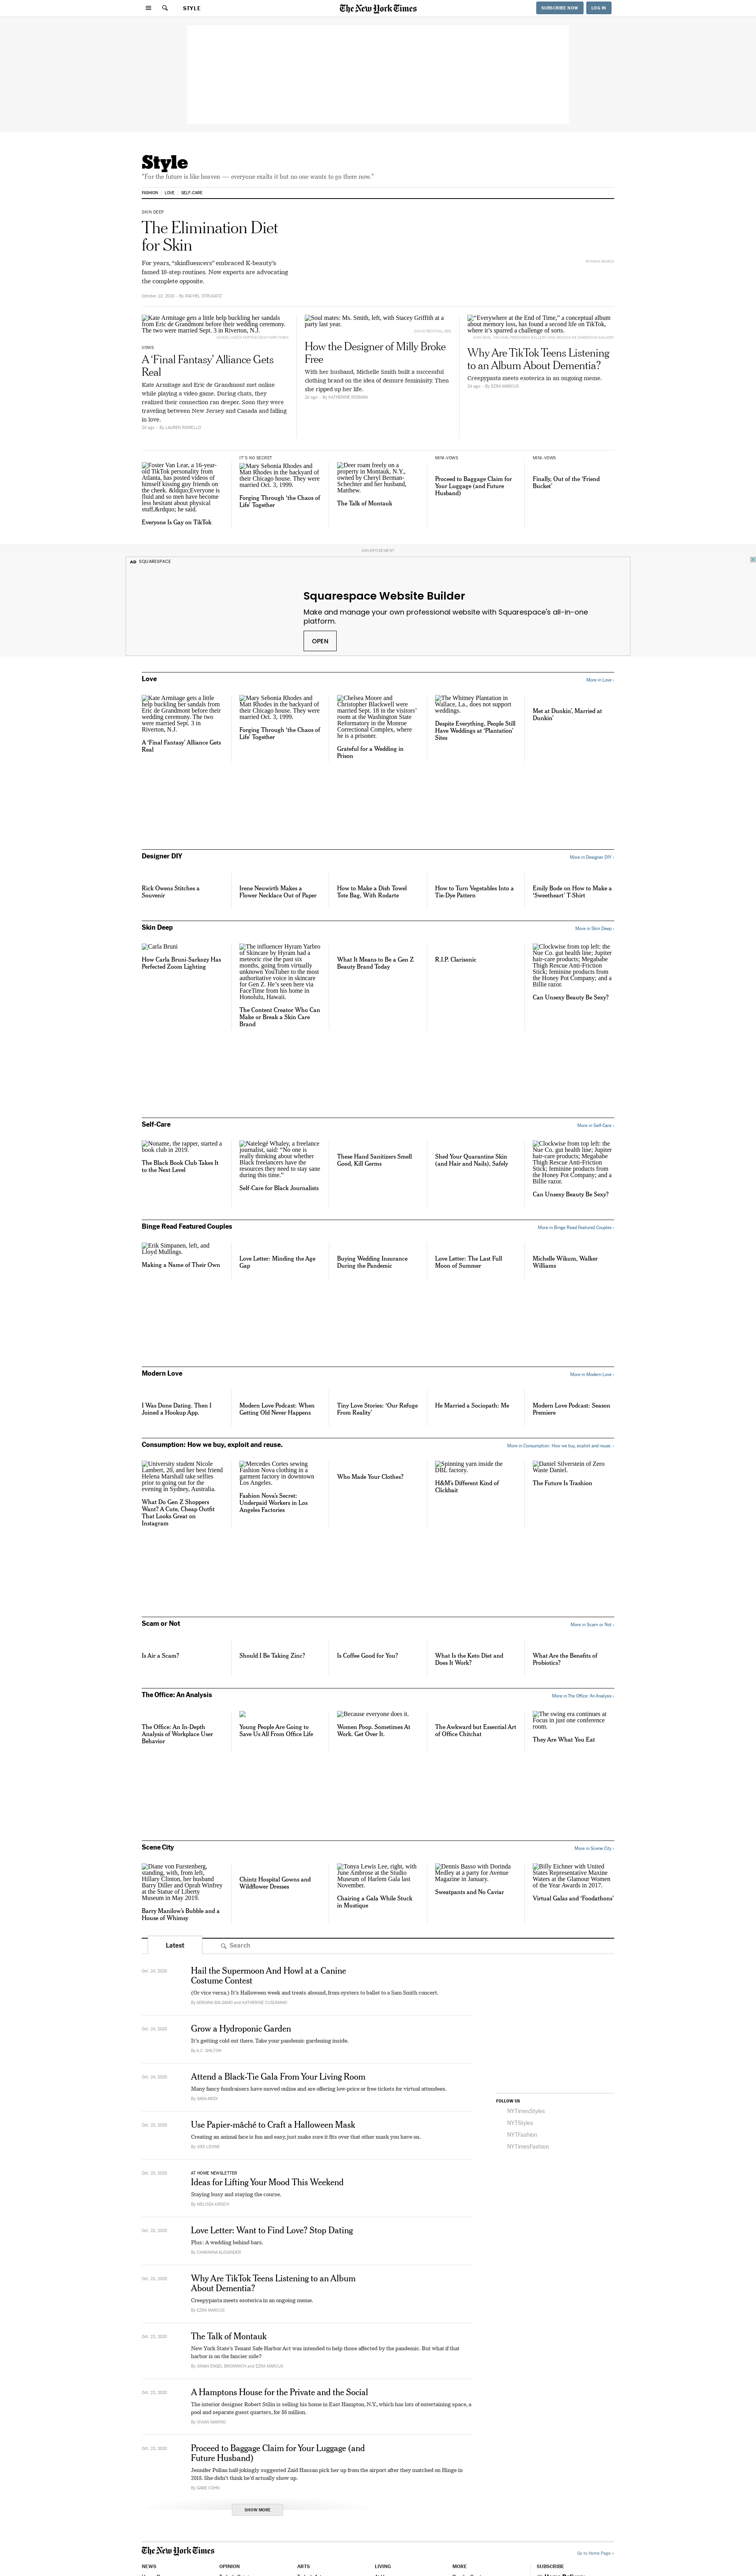 STYLE
The New York Times
SUBSCRIBE NOW
LOG IN
Style
"For fashion is like heaven — everyone exalts it but no one wants to go there now."
FASHION
LOVE
SELF-CARE
SKIN DEEP
The Elimination Diet
for Skin
For years, “skinfluencers” embraced K-beauty’s
famed 10-step routines. Now experts are advocating
the complete opposite.
October 22, 2020 - By RACHEL STRUGATZ
Kate Armitage gets a little help buckling her sandals
from Eric de Grandmont before their wedding ceremony.
The two were married Sept. 3 in Riverton, N.J.
VOWS
A ‘Final Fantasy’ Alliance Gets
Real
Kate Armitage and Eric de Grandmont met online
while playing a video game. During chats, they
realized their connection ran deeper. Soon they were
traveling between New Jersey and Canada and falling
in love.
2d ago - By LAUREN WARELLO
Soul mates: Ms. Smith, left, with Stacey Griffith at a
party last year.
How the Designer of Milly Broke
Free
With her husband, Michelle Smith built a successful
clothing brand on the idea of demure femininity. Then
she ripped up her life.
2d ago - By KATHERINE ROSMAN
“Everywhere at the End of Time,” a conceptual album
about memory loss, has found a second life on TikTok,
where it’s spurred a challenge of sorts.
Why Are TikTok Teens Listening
to an Album About Dementia?
Creepypasta meets esoterica in an ongoing meme.
2d ago - By EZRA MARCUS
Foster Van Lear, a 16-year-
old TikTok personality from
Atlanta, has posted videos of
himself kissing guy friends on
the cheek. &ldquo;Everyone is
fluid and so men have become
less hesitant about physical
stuff,&rdquo; he said.
Everyone Is Gay on TikTok
IT’S NO SECRET
Mary Sebonia Rhodes and
Matt Rhodes in the backyard of
their Chicago house. They were
married Oct. 3, 1999.
Forging Through ‘the Chaos of
Life’ Together
Deer roam freely on a
property in Montauk, N.Y.,
owned by Cheryl Berman-
Schechter and her husband,
Matthew.
The Talk of Montauk
MINI-VOWS
Proceed to Baggage Claim for
Your Luggage (and Future
Husband)
MINI-VOWS
Finally, Out of the ‘Friend
Bucket’
ADVERTISEMENT
AD SQUARESPACE
Squarespace Website Builder
Make and manage your own professional website with Squarespace's all-in-one
platform.
OPEN
Love
More in Love ›
Kate Armitage gets a little
help buckling her sandals from
Eric de Grandmont before their
wedding ceremony. The two
were married Sept. 3 in
Riverton, N.J.
A ‘Final Fantasy’ Alliance Gets
Real
Mary Sebonia Rhodes and
Matt Rhodes in the backyard of
their Chicago house. They were
married Oct. 3, 1999.
Forging Through ‘the Chaos of
Life’ Together
Chelsea Moore and
Christopher Blackwell were
married Sept. 18 in the visitors’
room at the Washington State
Reformatory in the Monroe
Correctional Complex, where
he is a prisoner.
Grateful for a Wedding in
Prison
The Whitney Plantation in
Wallace, La., does not support
weddings.
Despite Everything, People Still
Have Weddings at ‘Plantation’
Sites
Met at Dunkin’, Married at
Dunkin’
Designer DIY
More in Designer DIY ›
Rick Owens Stitches a
Souvenir
Irene Neuwirth Makes a
Flower Necklace Out of Paper
How to Make a Dish Towel
Tote Bag, With Rodarte
How to Turn Vegetables Into a
Tie-Dye Pattern
Emily Bode on How to Make a
‘Sweetheart’ T-Shirt
Skin Deep
More in Skin Deep ›
Carla Bruni
How Carla Bruni-Sarkozy Has
Perfected Zoom Lighting
The influencer Hyram Yarbro
of Skincare by Hyram had a
meteoric rise the past six
months, going from virtually
unknown YouTuber to the most
authoritative voice in skincare
for Gen Z. He’s seen here via
FaceTime from his home in
Honolulu, Hawaii.
The Content Creator Who Can
Make or Break a Skin Care
Brand
What It Means to Be a Gen Z
Beauty Brand Today
R.I.P. Clarisonic
Clockwise from top left: the
Nue Co. gut health line; Jupiter
hair-care products; Megababe
Thigh Rescue Anti-Friction
Stick; feminine products from
the Honey Pot Company; and a
Billie razor.
Can Unsexy Beauty Be Sexy?
Self-Care
More in Self-Care ›
Noname, the rapper, started a
book club in 2019.
The Black Book Club Takes It
to the Next Level
Natelegé Whaley, a freelance
journalist, said: “No one is
really thinking about whether
Black freelancers have the
resources they need to stay sane
during this time.”
Self-Care for Black Journalists
These Hand Sanitizers Smell
Good, Kill Germs
Shed Your Quarantine Skin
(and Hair and Nails), Safely
Clockwise from top left: the
Nue Co. gut health line; Jupiter
hair-care products; Megababe
Thigh Rescue Anti-Friction
Stick; feminine products from
the Honey Pot Company; and a
Billie razor.
Can Unsexy Beauty Be Sexy?
Binge Read Featured Couples
More in Binge Read Featured Couples ›
Erik Simpanen, left, and
Lloyd Mullings.
Making a Name of Their Own
Love Letter: Minding the Age
Gap
Buying Wedding Insurance
During the Pandemic
Love Letter: The Last Full
Moon of Summer
Michelle Wikum, Walker
Williams
Modern Love
More in Modern Love ›
I Was Done Dating. Then I
Joined a Hookup App.
Modern Love Podcast: When
Getting Old Never Happens
Tiny Love Stories: ‘Our Refuge
From Reality’
He Married a Sociopath: Me
Modern Love Podcast: Season
Premiere
Consumption: How we buy, exploit and reuse.
More in Consumption: How we buy, exploit and reuse. ›
University student Nicole
Lambert, 20, and her best friend
Helena Marshall take selfies
prior to going out for the
evening in Sydney, Australia.
What Do Gen Z Shoppers
Want? A Cute, Cheap Outfit
That Looks Great on
Instagram
Mercedes Cortes sewing
Fashion Nova clothing in a
garment factory in downtown
Los Angeles.
Fashion Nova’s Secret:
Underpaid Workers in Los
Angeles Factories
Who Made Your Clothes?
Spinning yarn inside the
DBL factory.
H&M’s Different Kind of
Clickbait
Daniel Silverstein of Zero
Waste Daniel.
The Future Is Trashion
Scam or Not
More in Scam or Not ›
Is Air a Scam?
Should I Be Taking Zinc?
Is Coffee Good for You?
What Is the Keto Diet and
Does It Work?
What Are the Benefits of
Probiotics?
The Office: An Analysis
More in The Office: An Analysis ›
The Office: An In-Depth
Analysis of Workplace User
Behavior
Young People Are Going to
Save Us All From Office Life
Because everyone does it.
Women Poop. Sometimes At
Work. Get Over It.
The Awkward but Essential Art
of Office Chitchat
The swing era continues at
Focus in just one conference
room.
They Are What You Eat
Scene City
More in Scene City ›
Diane von Furstenberg,
standing, with, from left,
Hillary Clinton, her husband
Barry Diller and Oprah Winfrey
at the Statue of Liberty
Museum in May 2019.
Barry Manilow’s Bubble and a
House of Whimsy
Chintz Hospital Gowns and
Wildflower Dresses
Tonya Lewis Lee, right, with
June Ambrose at the Studio
Museum of Harlem Gala last
November.
Chairing a Gala While Stuck
in Mustique
Dennis Basso with Dorinda
Medley at a party for Avenue
Magazine in January.
Sweatpants and No Caviar
Billy Eichner with United
States Representative Maxine
Waters at the Glamour Women
of the Year Awards in 2017.
Virtual Galas and ‘Foodathons’
Latest
Search
Oct. 24, 2020
Hail the Supermoon And Howl at a Canine
Costume Contest
(Or vice versa.) It’s Halloween week and treats abound, from oysters to ballet to a Sam Smith concert.
By ADRIANA BALSAMO and KATHERINE CUSUMANO
Oct. 24, 2020
Grow a Hydroponic Garden
It’s getting cold out there. Take your pandemic gardening inside.
By A.C. SHILTON
Oct. 24, 2020
Attend a Black-Tie Gala From Your Living Room
Many fancy fundraisers have moved online and are offering low-price or free tickets for virtual attendees.
By SARA ARIDI
Oct. 23, 2020
Use Papier-mâché to Craft a Halloween Mask
Creating an animal face is fun and easy, just make sure it fits over that other mask you have on.
By JODI LEVINE
Oct. 23, 2020
AT HOME NEWSLETTER
Ideas for Lifting Your Mood This Weekend
Staying busy and staying the course.
By MELISSA KIRSCH
Oct. 23, 2020
Love Letter: Want to Find Love? Stop Dating
Plus: A wedding behind bars.
By CHARANNA ALEXANDER
Oct. 23, 2020
Why Are TikTok Teens Listening to an Album
About Dementia?
Creepypasta meets esoterica in an ongoing meme.
By EZRA MARCUS
Oct. 23, 2020
The Talk of Montauk
New York State’s Tenant Safe Harbor Act was intended to help those affected by the pandemic. But what if that
harbor is on the fancier side?
By JONAH ENGEL BROMWICH and EZRA MARCUS
Oct. 23, 2020
A Hamptons House for the Private and the Social
The interior designer Robert Stilin is selling his home in East Hampton, N.Y., which has lots of entertaining space, a
pool and separate guest quarters, for $6 million.
By VIVIAN MARINO
Oct. 23, 2020
Proceed to Baggage Claim for Your Luggage (and
Future Husband)
Jennifer Pollan half-jokingly suggested Zaid Hassan pick her up from the airport after they matched on Hinge in
2018. She didn’t think he’d actually show up.
By GABE COHN
SHOW MORE
FOLLOW US
NYTimesStyles
NYTStyles
NYTFashion
NYTimesFashion
The New York Times
Go to Home Page »
NEWS
OPINION
ARTS
LIVING
MORE
SUBSCRIBE